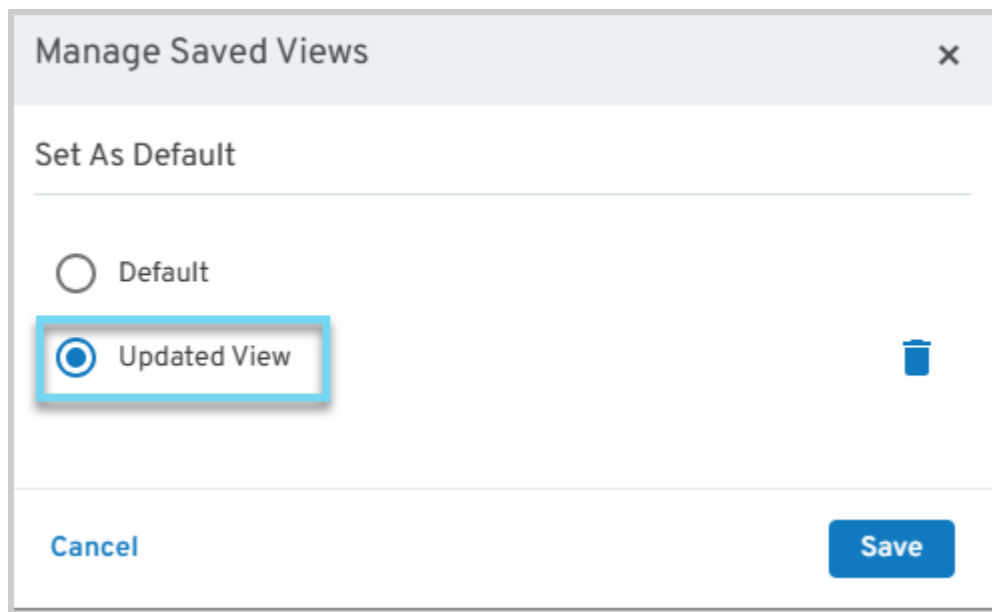 Manage Saved Views
Set As Default
Default
Updated View
Cancel
Save